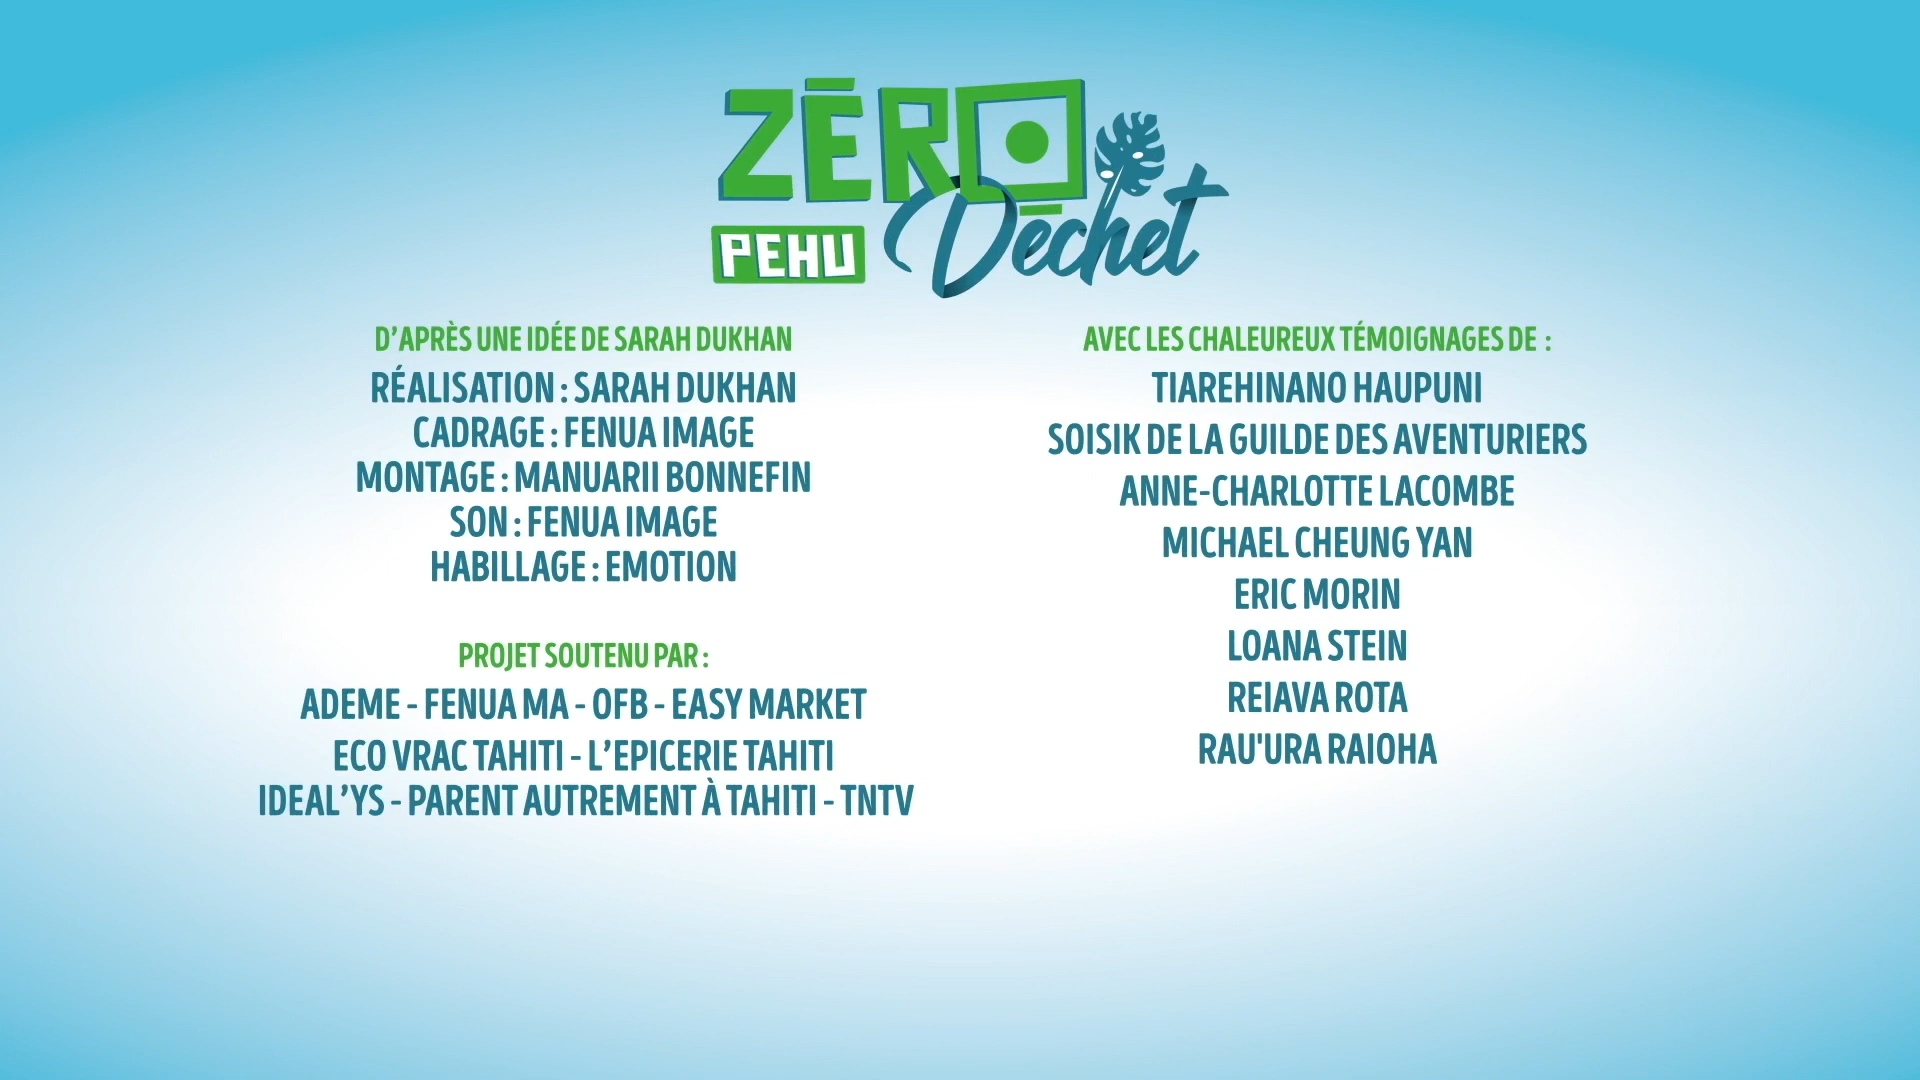 ZĒRO
PEHU
Déchet
D'APRÈS UNE IDÉE DE SARAH DUKHAN
RÉALISATION : SARAH DUKHAN
CADRAGE : FENUA IMAGE
MONTAGE : MANUARII BONNEFIN
SON : FENUA IMAGE
HABILLAGE : EMOTION
PROJET SOUTENU PAR :
ADEME - FENUA MA - OFB - EASY MARKET
ECO VRAC TAHITI - L'EPICERIE TAHITI
IDEAL'YS - PARENT AUTREMENT À TAHITI - TNTV
AVEC LES CHALEUREUX TÉMOIGNAGES DE :
TIAREHINANO HAUPUNI
SOISIK DE LA GUILDE DES AVENTURIERS
ANNE-CHARLOTTE LACOMBE
MICHAEL CHEUNG YAN
ERIC MORIN
LOANA STEIN
REIAVA ROTA
RAU'URA RAIOHA